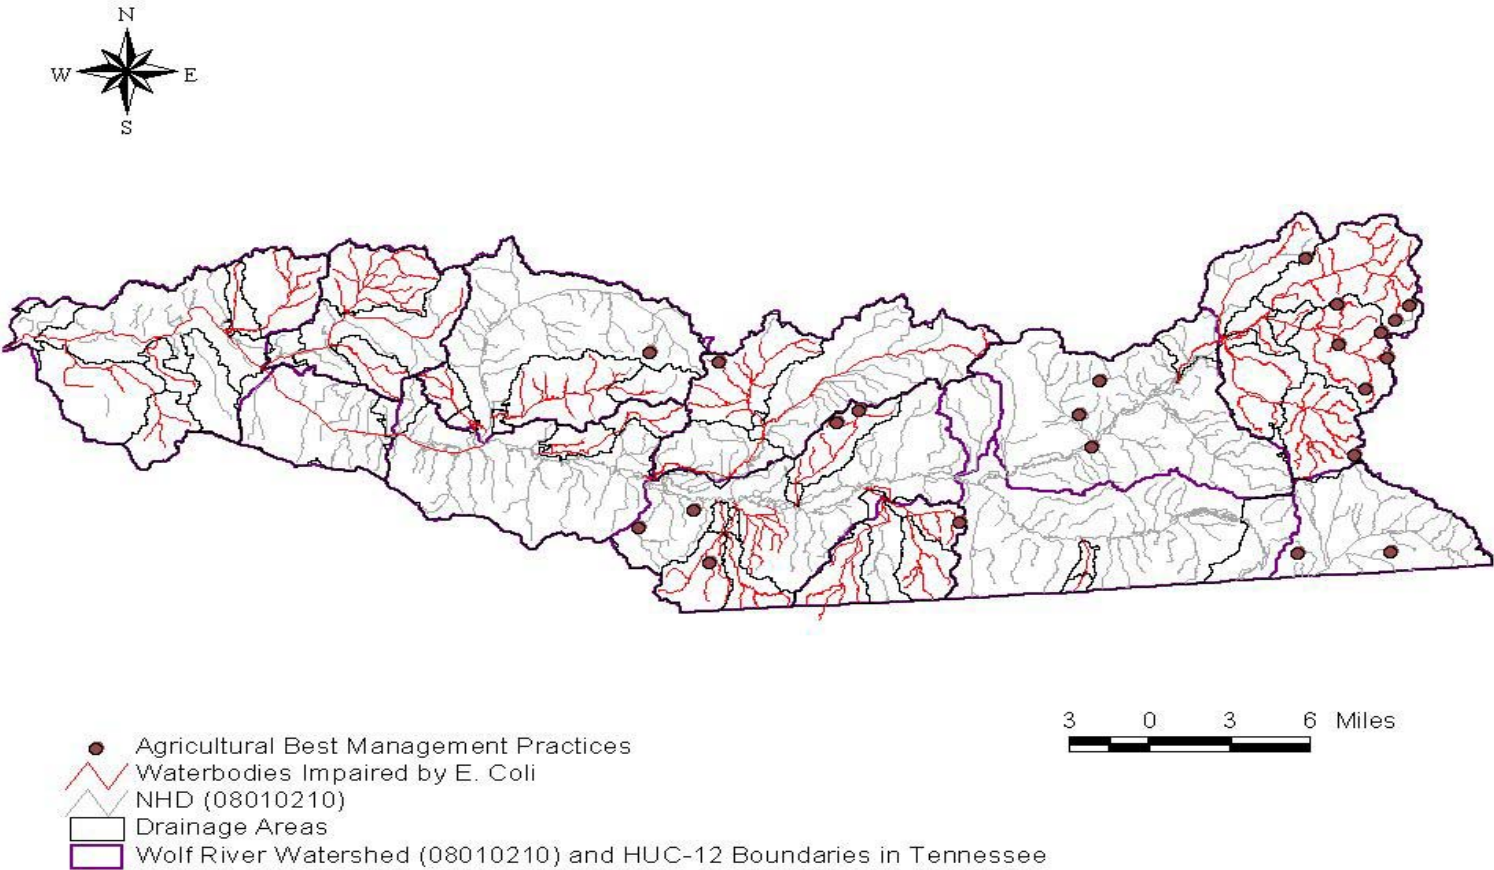 N
W E
S
3 0 3 6 Miles
Agricultural Best Management Practices
Waterbodies Impaired by E. Coli
NHD (08010210)
Drainage Areas
Wolf River Watershed (08010210) and HUC-12 Boundaries in Tennessee